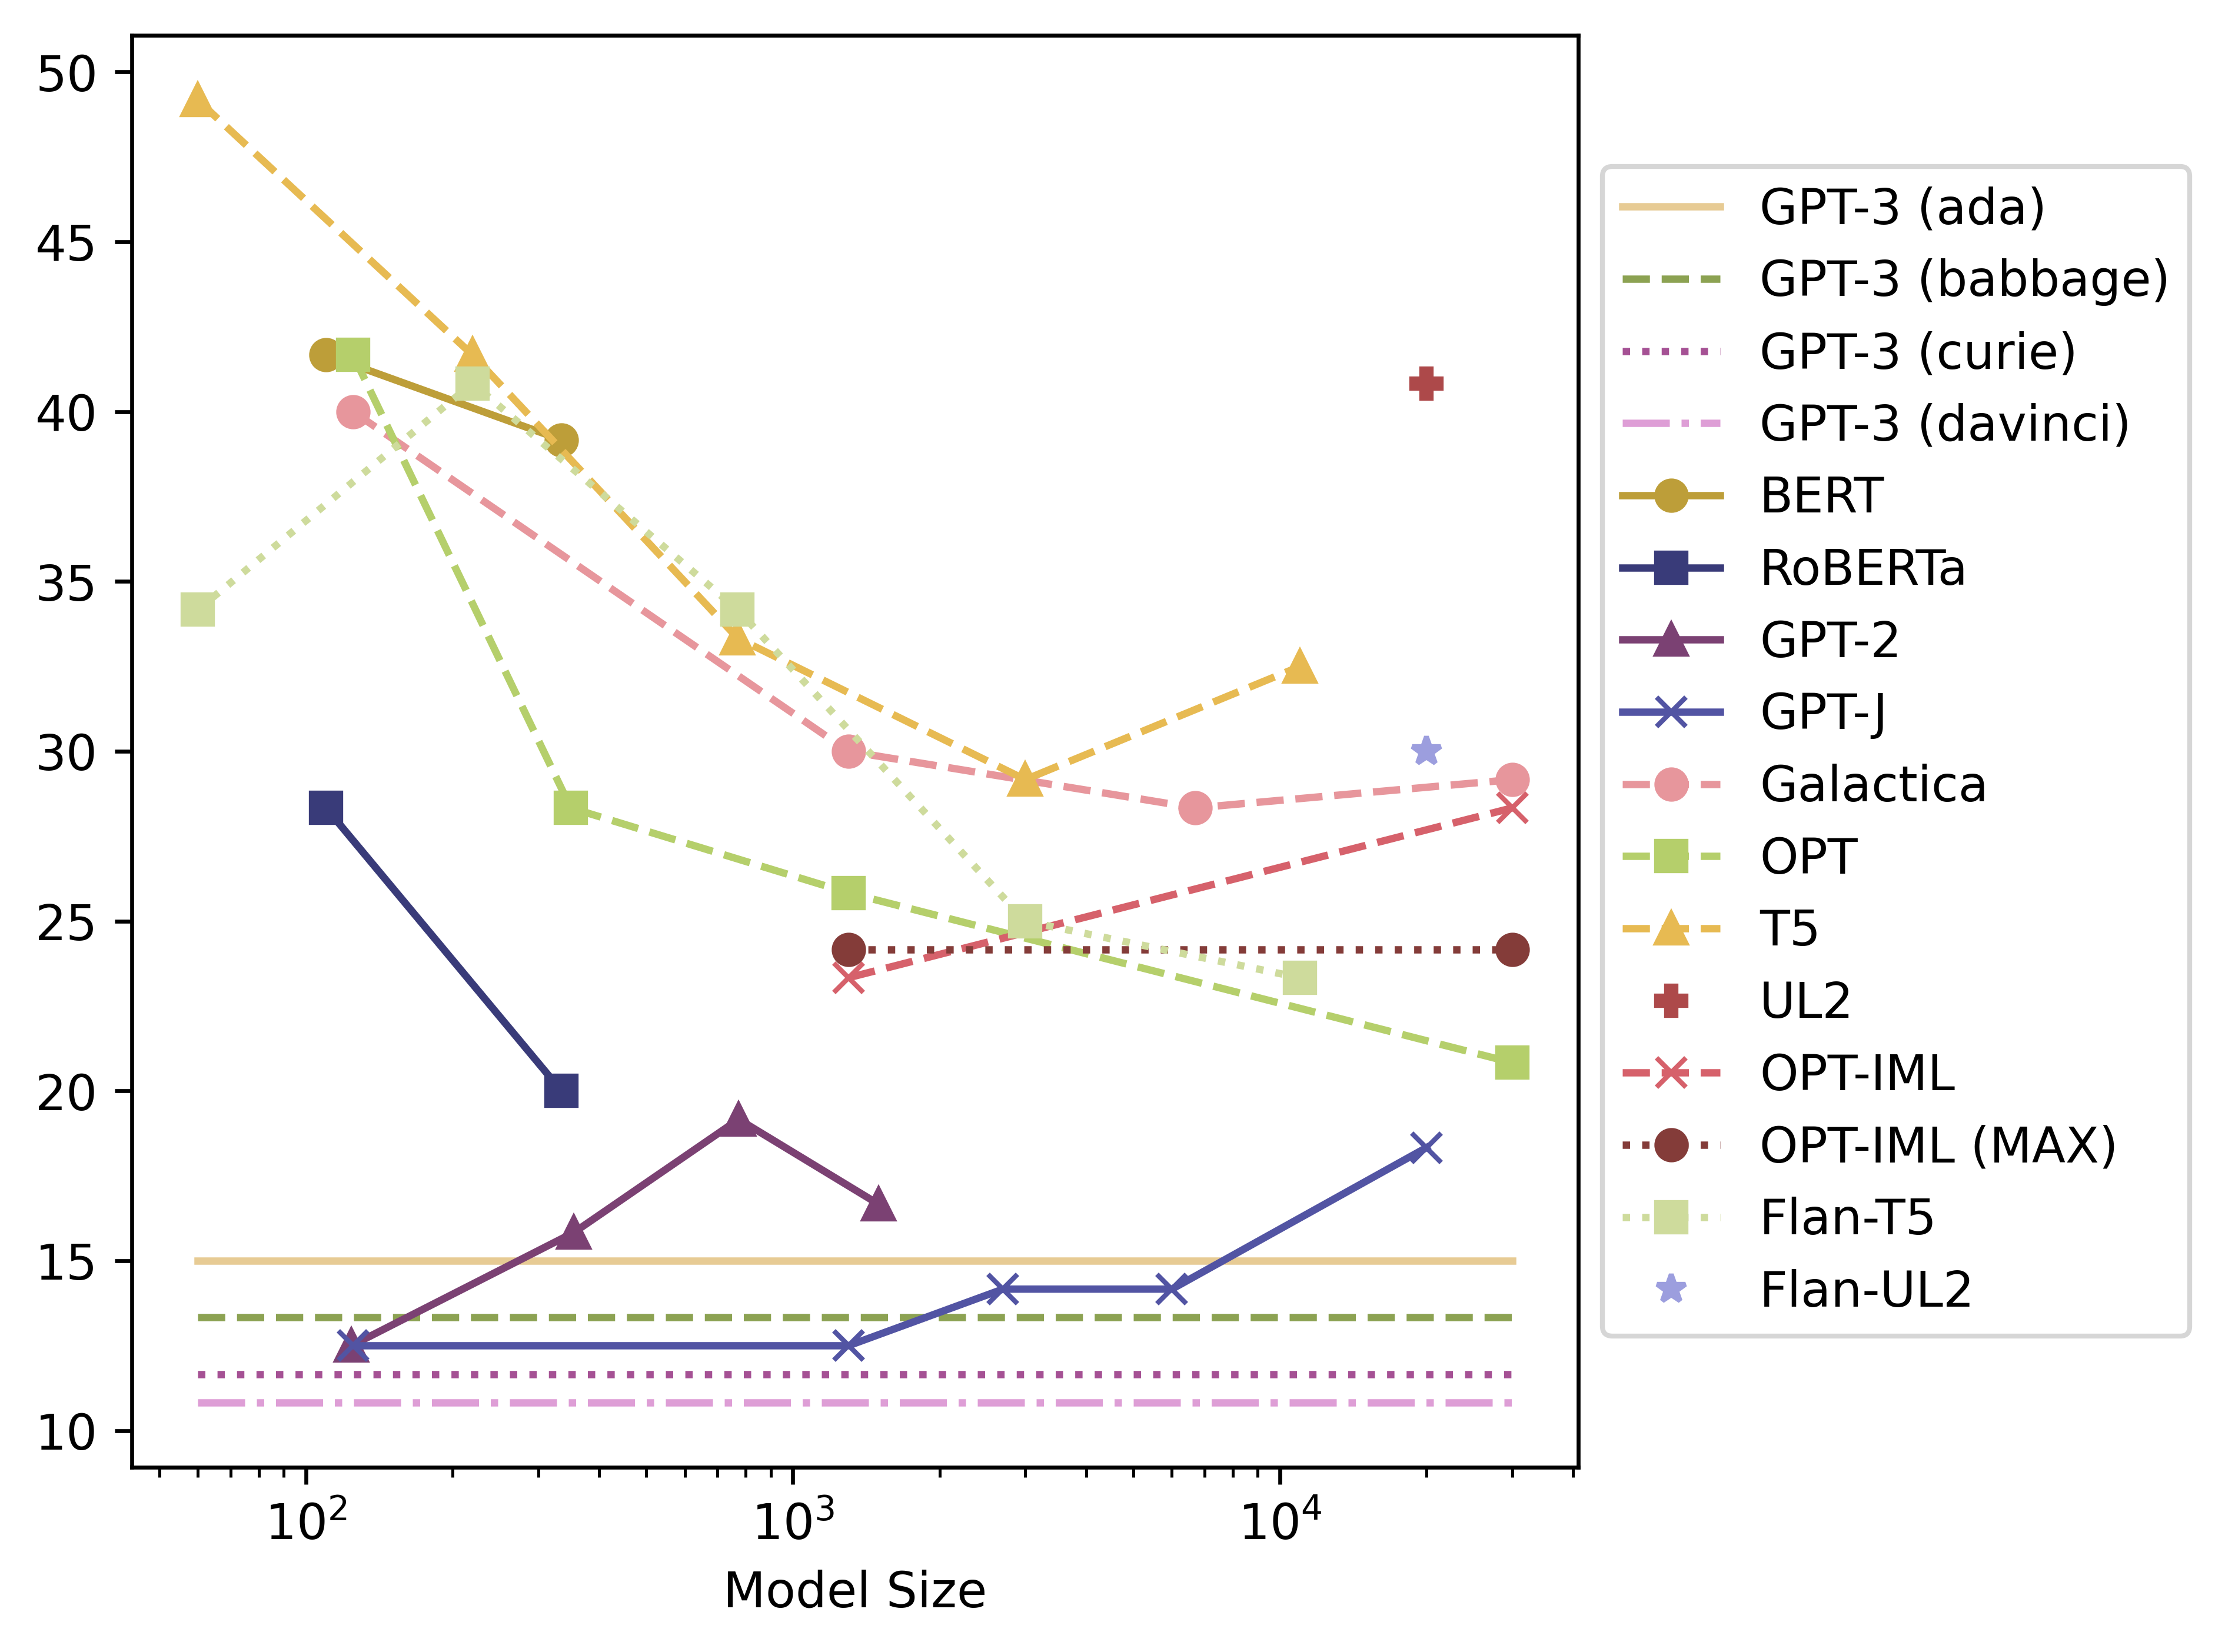 50
45
40
35
30
25
20
15
10
10²
10³
10⁴
Model Size
GPT-3 (ada)
GPT-3 (babbage)
GPT-3 (curie)
GPT-3 (davinci)
BERT
RoBERTa
GPT-2
GPT-J
Galactica
OPT
T5
UL2
OPT-IML
OPT-IML (MAX)
Flan-T5
Flan-UL2